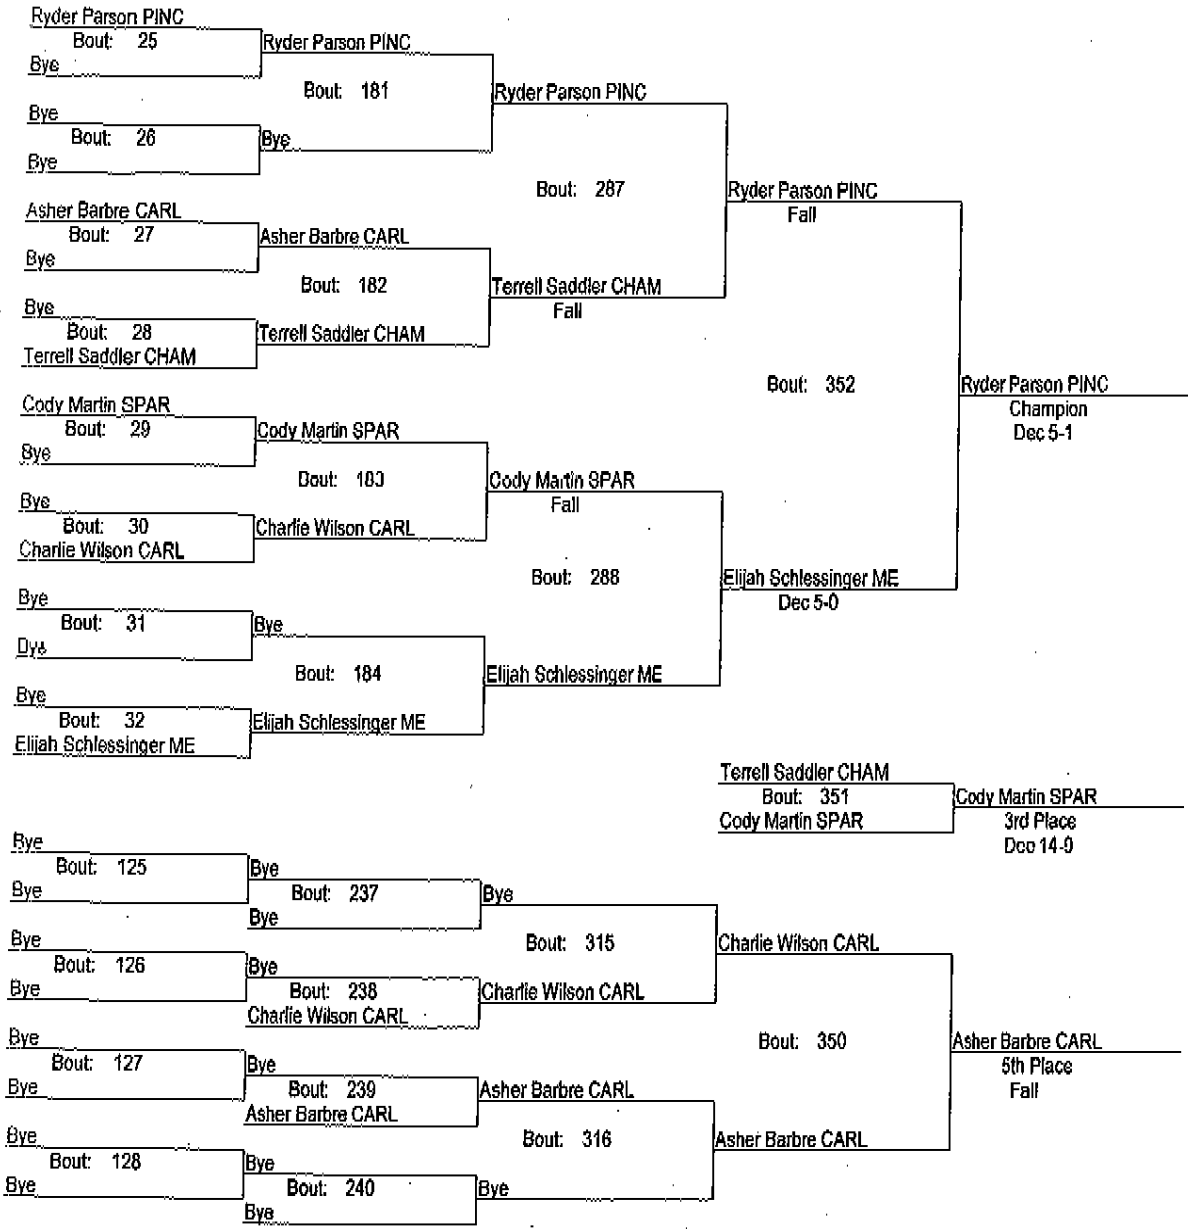 Ryder Parson PINC
Bout: 25
Bye
Ryder Parson PINC
Bout: 181
Bye
Bout: 26
Bye
Bye
Ryder Parson PINC
Bout: 287
Asher Barbre CARL
Bout: 27
Bye
Asher Barbre CARL
Bout: 182
Bye
Bout: 28
Terrell Saddler CHAM
Terrell Saddler CHAM
Terrell Saddler CHAM
Fall
Ryder Parson PINC
Fall
Bout: 352
Ryder Parson PINC
Champion
Dec 5-1
Cody Martin SPAR
Bout: 29
Bye
Cody Martin SPAR
Bout: 183
Bye
Bout: 30
Charlie Wilson CARL
Charlie Wilson CARL
Cody Martin SPAR
Fall
Bout: 288
Bye
Bout: 31
Bye
Bye
Bout: 184
Bye
Bout: 32
Elijah Schlessinger ME
Elijah Schlessinger ME
Elijah Schlessinger ME
Elijah Schlessinger ME
Dec 5-0
Terrell Saddler CHAM
Bout: 351
Cody Martin SPAR
Cody Martin SPAR
3rd Place
Dec 14-9
Bye
Bout: 125
Bye
Bye
Bout: 237
Bye
Bye
Bout: 315
Bye
Bout: 126
Bye
Bye
Bout: 238
Charlie Wilson CARL
Charlie Wilson CARL
Charlie Wilson CARL
Bout: 350
Bye
Bout: 127
Bye
Bye
Bout: 239
Asher Barbre CARL
Asher Barbre CARL
Bout: 316
Bye
Bout: 128
Bye
Bye
Bout: 240
Bye
Bye
Asher Barbre CARL
Asher Barbre CARL
5th Place
Fall